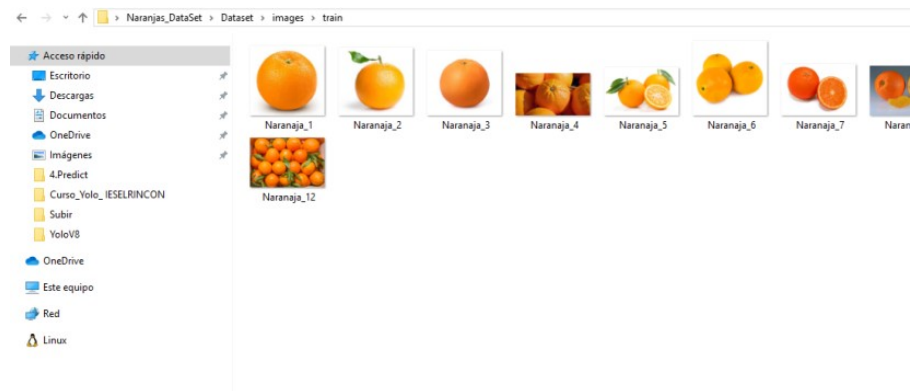 Naranjas_DataSet > Dataset > images > train
Acceso rápido
Escritorio
Descargas
Documentos
OneDrive
Imágenes
4.Predict
Curso_Yolo_ IESELRINCON
Subir
YoloV8
OneDrive
Este equipo
Red
Linux
Naranaja_1
Naranaja_2
Naranaja_3
Naranaja_4
Naranaja_5
Naranaja_6
Naranaja_7
Naran
Naranaja_12